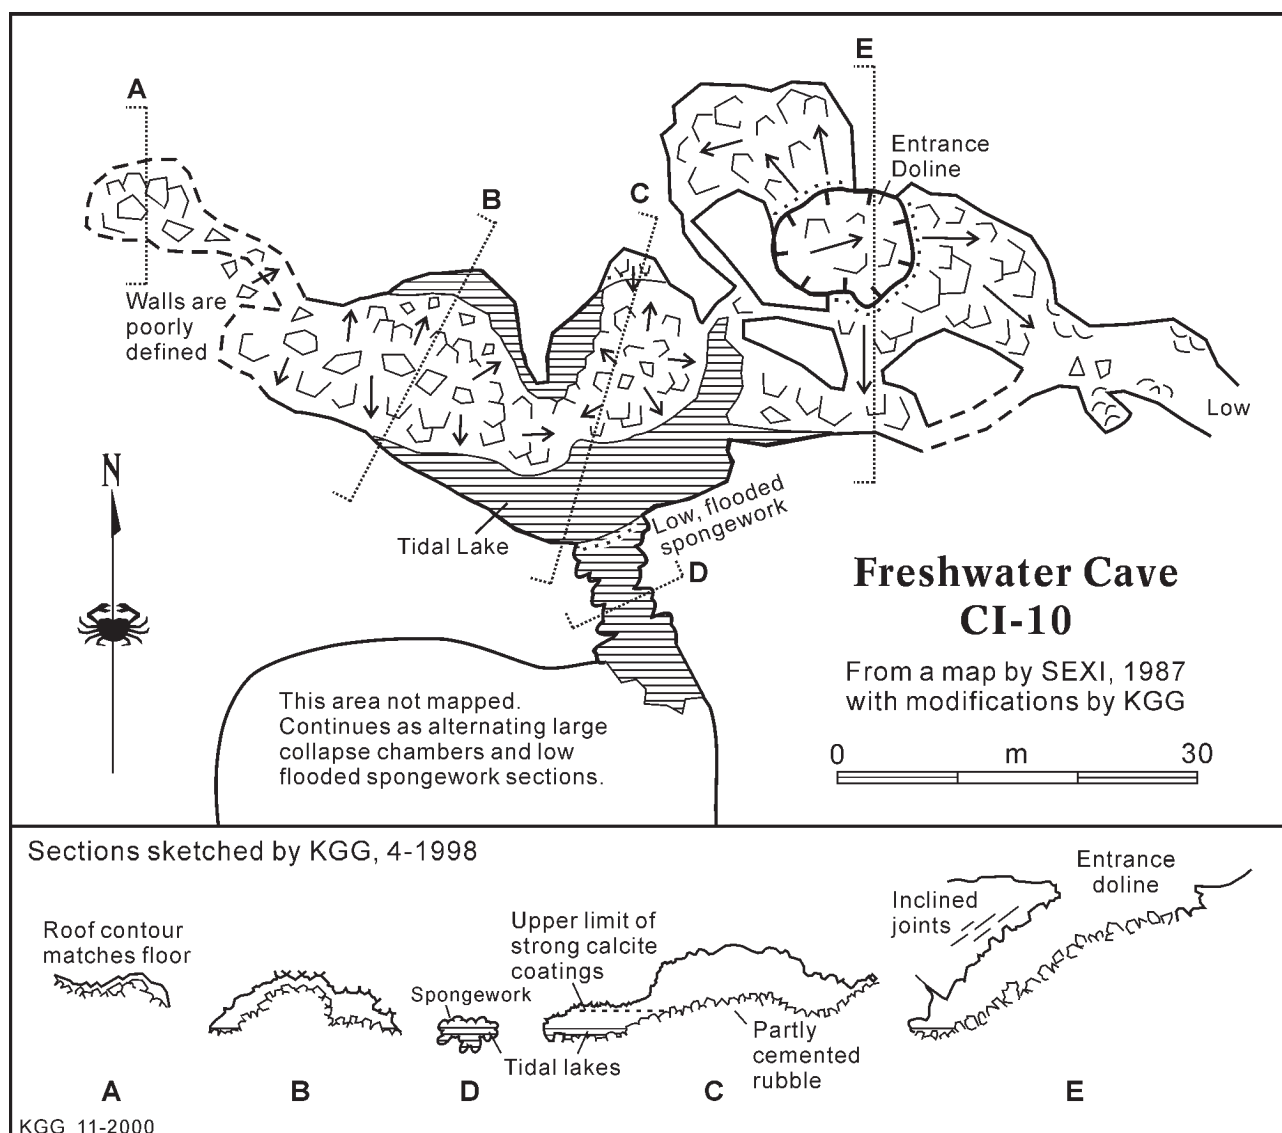 A
B
C
E
Entrance
Doline
Walls are
poorly
defined
Low
N
Tidal Lake
Low, flooded
spongework
D
Freshwater Cave
CI-10
From a map by SEXI, 1987
with modifications by KGG
This area not mapped.
Continues as alternating large
collapse chambers and low
flooded spongework sections.
0 m 30
Sections sketched by KGG, 4-1998
Roof contour
matches floor
Upper limit of
strong calcite
coatings
Spongework
Tidal lakes
Partly
cemented
rubble
Inclined
joints
Entrance
doline
A B D C E
KGG 11-2000